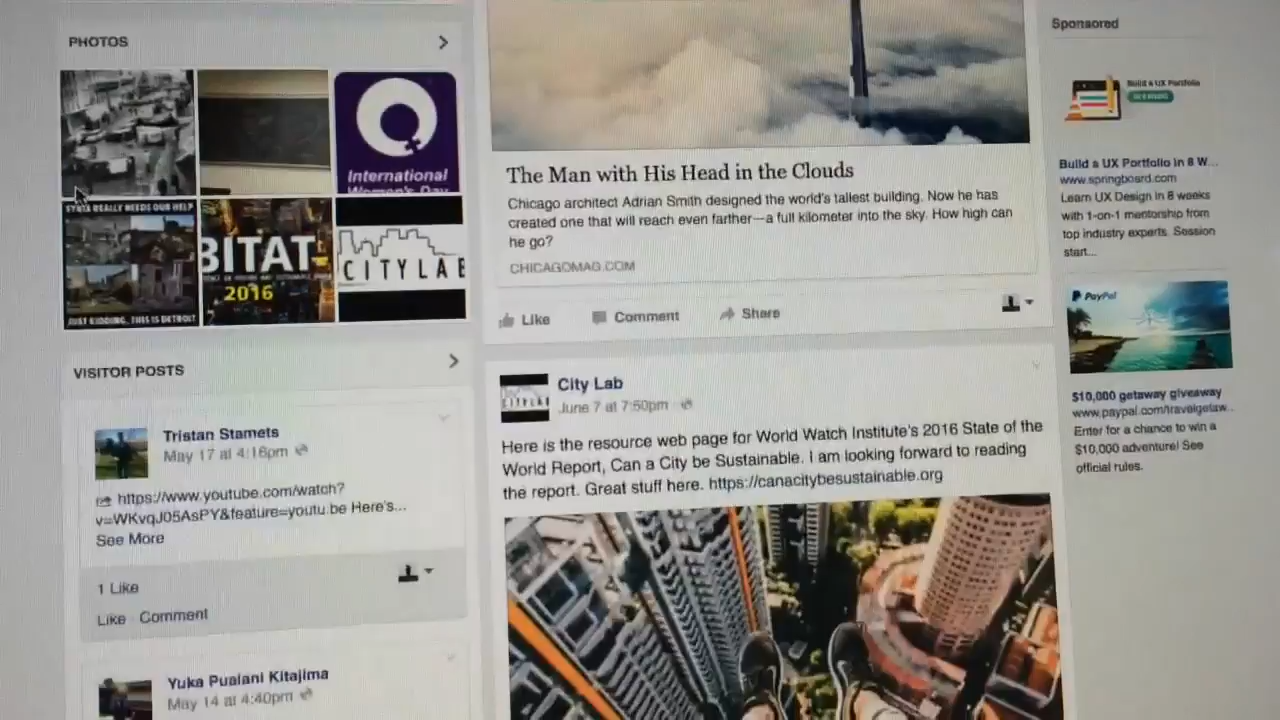 PHOTOS
International
Women's Day
SYRIA REALLY NEEDS OUR HELP
JUST KIDDING, THIS IS DETROIT
BITAT
2016
CITYLAB
VISITOR POSTS
Tristan Stamets
May 17 at 4:16pm
https://www.youtube.com/watch?
v=WKvqJ05AsPY&feature=youtu.be Here's...
See More
1 Like
Like · Comment
Yuka Pualani Kitajima
May 14 at 4:40pm
The Man with His Head in the Clouds
Chicago architect Adrian Smith designed the world's tallest building. Now he has
created one that will reach even farther—a full kilometer into the sky. How high can
he go?
CHICAGOMAG.COM
Like Comment Share
City Lab
June 7 at 7:50pm
CITYLAB
Here is the resource web page for World Watch Institute's 2016 State of the
World Report, Can a City be Sustainable. I am looking forward to reading
the report. Great stuff here. https://canacitybesustainable.org
Sponsored
Build a UX Portfolio
Build a UX Portfolio in 8 W...
www.springboard.com
Learn UX Design in 8 weeks
with 1-on-1 mentorship from
top industry experts. Session
start...
PayPal
$10,000 getaway giveaway
www.paypal.com/travelgetaw...
Enter for a chance to win a
$10,000 adventure! See
official rules.